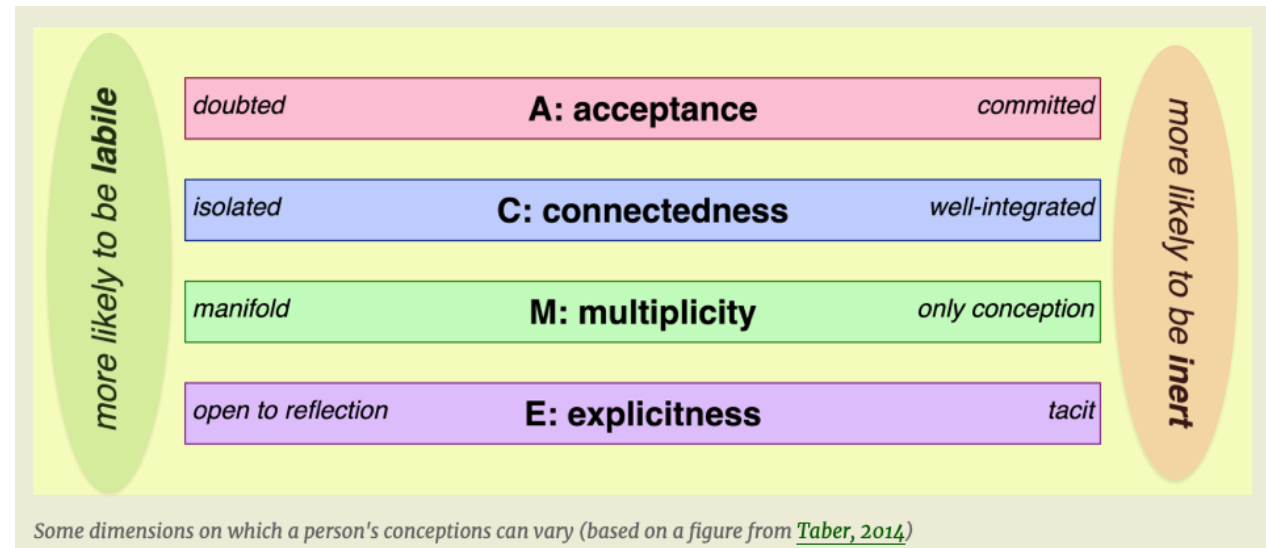 more likely to be labile
doubted A: acceptance committed
isolated C: connectedness well-integrated
manifold M: multiplicity only conception
open to reflection E: explicitness tacit
more likely to be inert
Some dimensions on which a person's conceptions can vary (based on a figure from Taber, 2014)